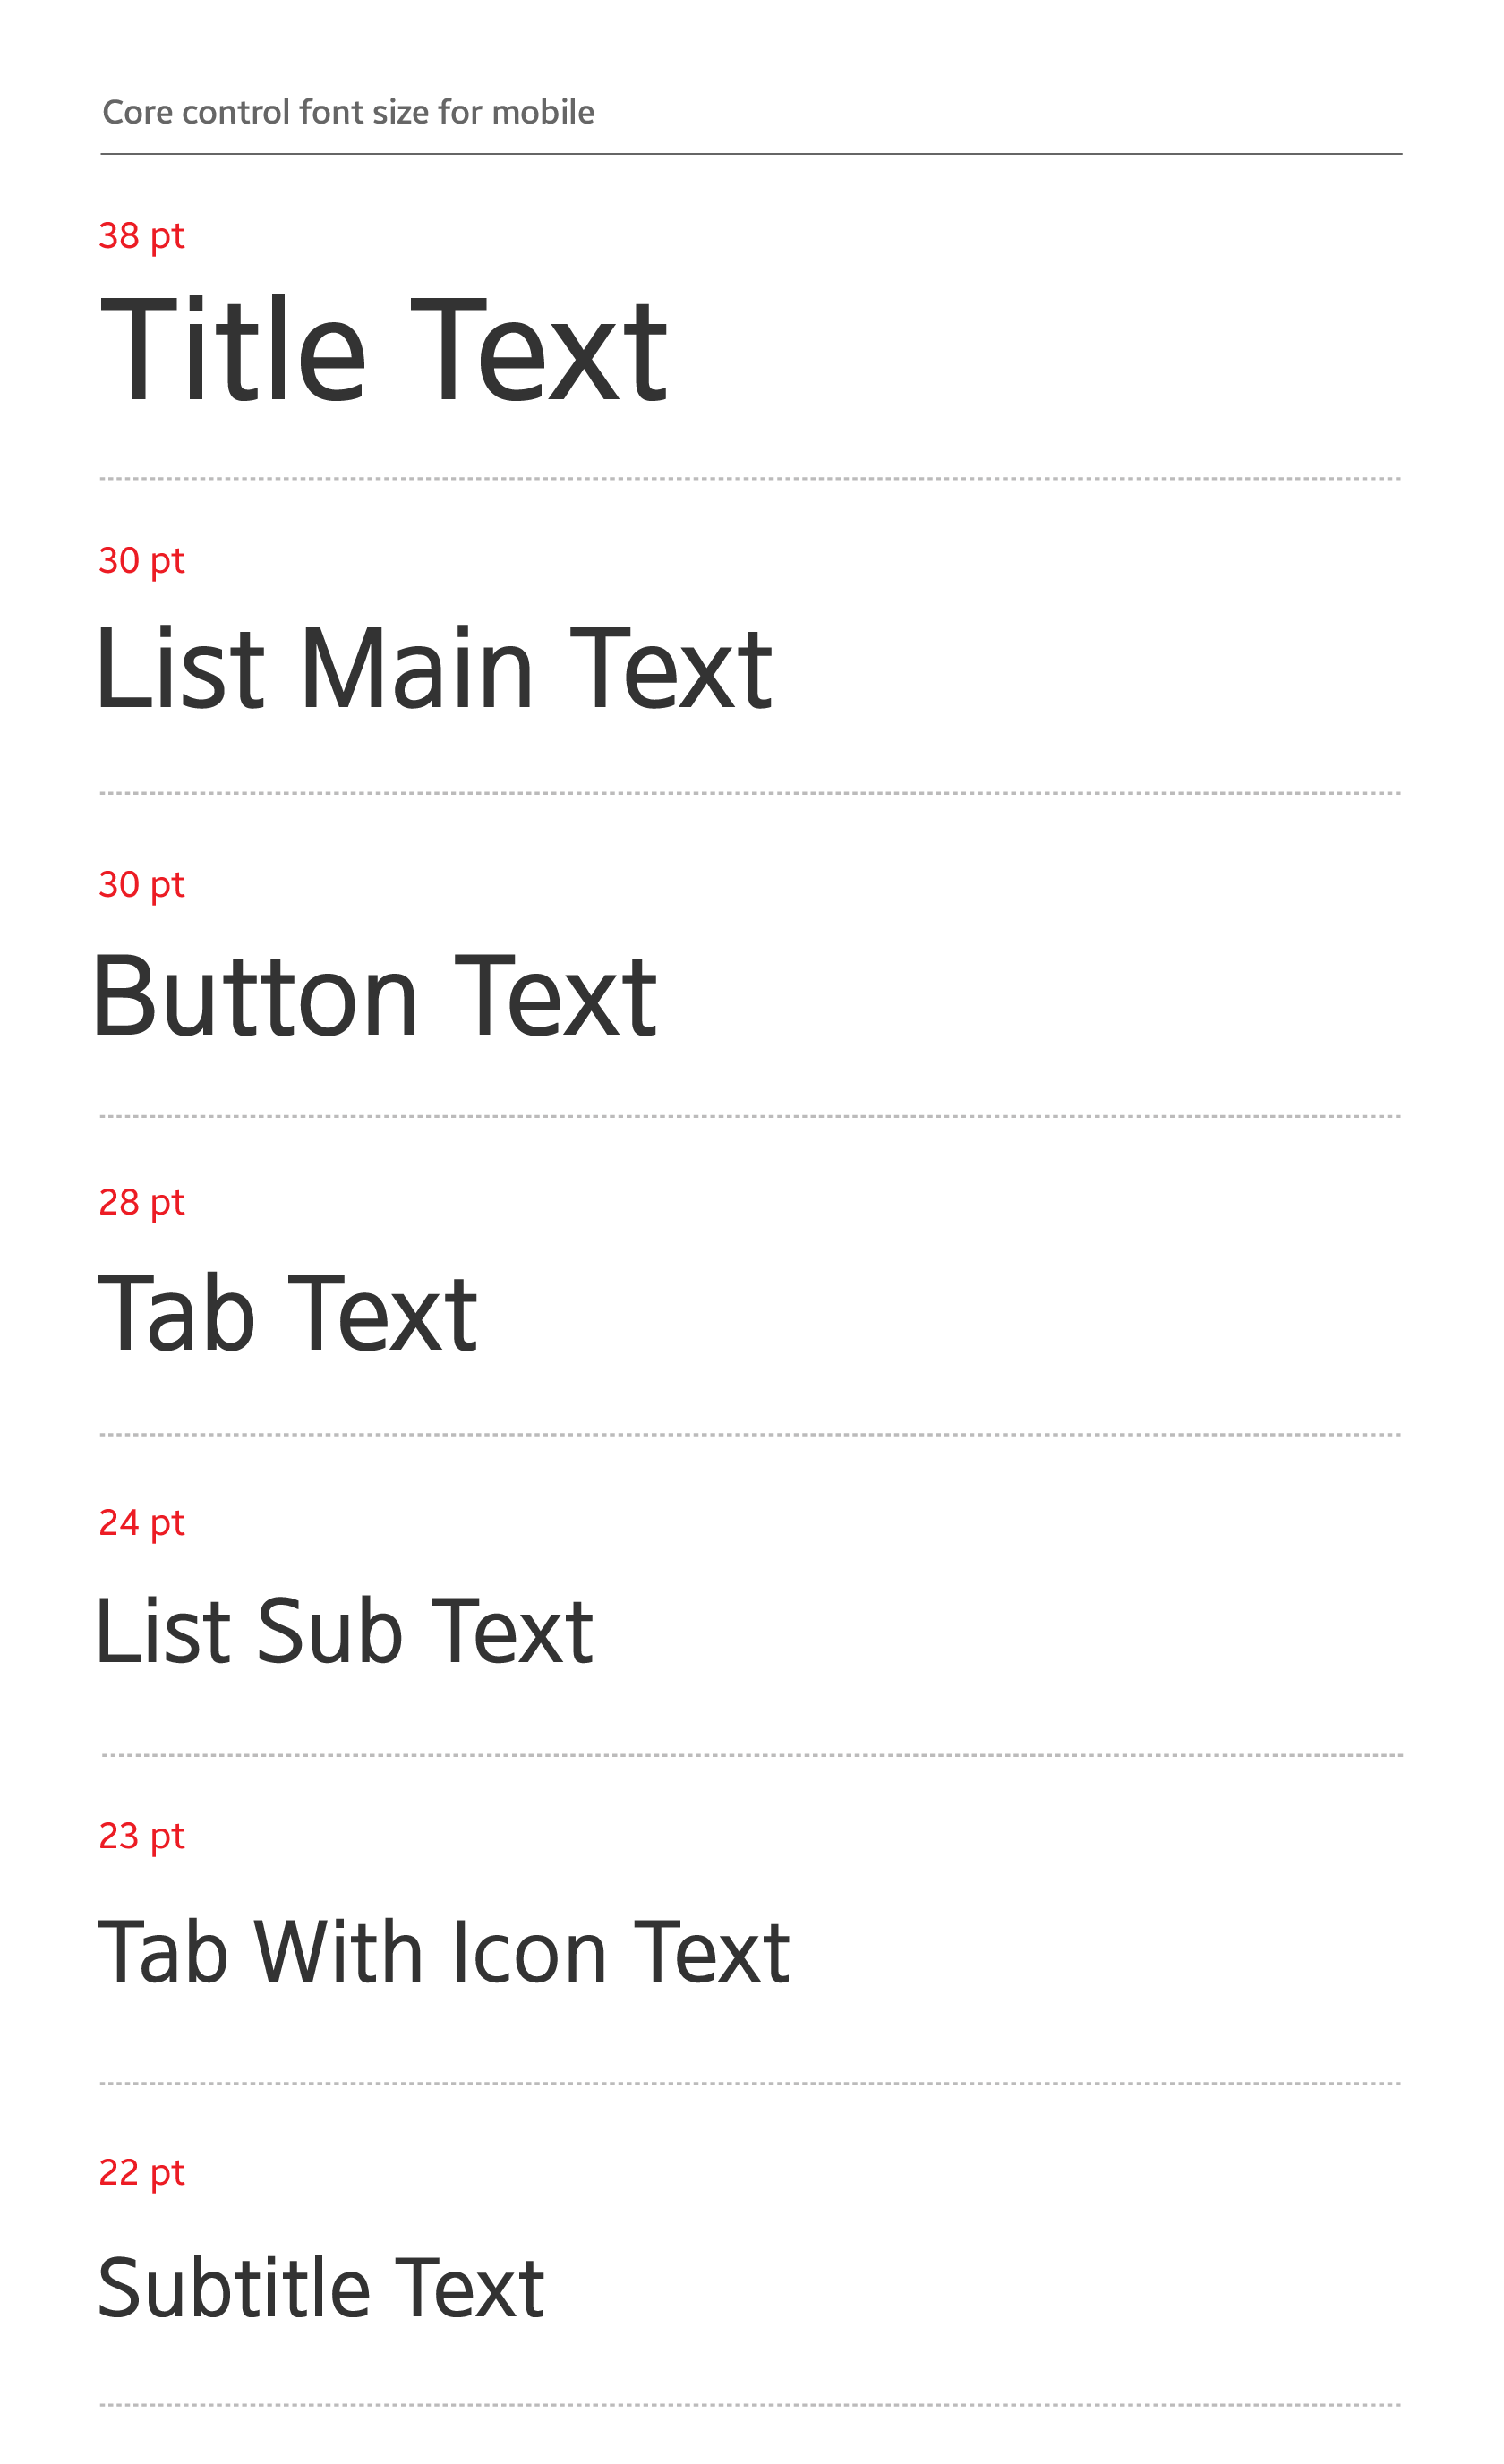 Core control font size for mobile
38 pt
Title Text
30 pt
List Main Text
30 pt
Button Text
28 pt
Tab Text
24 pt
List Sub Text
23 pt
Tab With Icon Text
22 pt
Subtitle Text